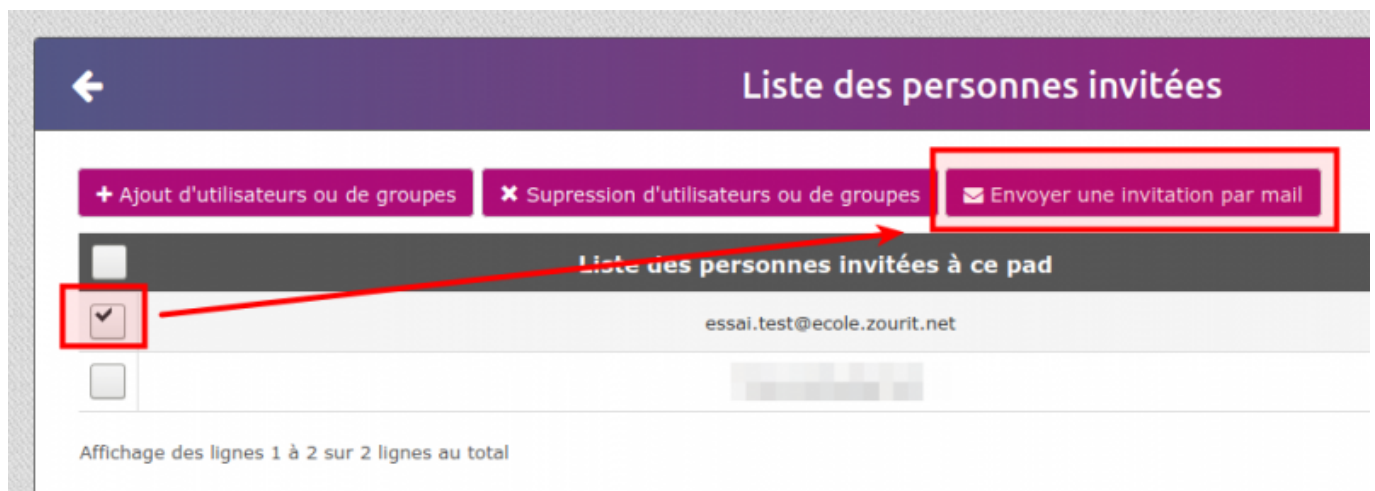 Liste des personnes invitées
Ajout d'utilisateurs ou de groupes
Supression d'utilisateurs ou de groupes
Envoyer une invitation par mail
Liste des personnes invitées à ce pad
essai.test@ecole.zourit.net
Affichage des lignes 1 à 2 sur 2 lignes au total